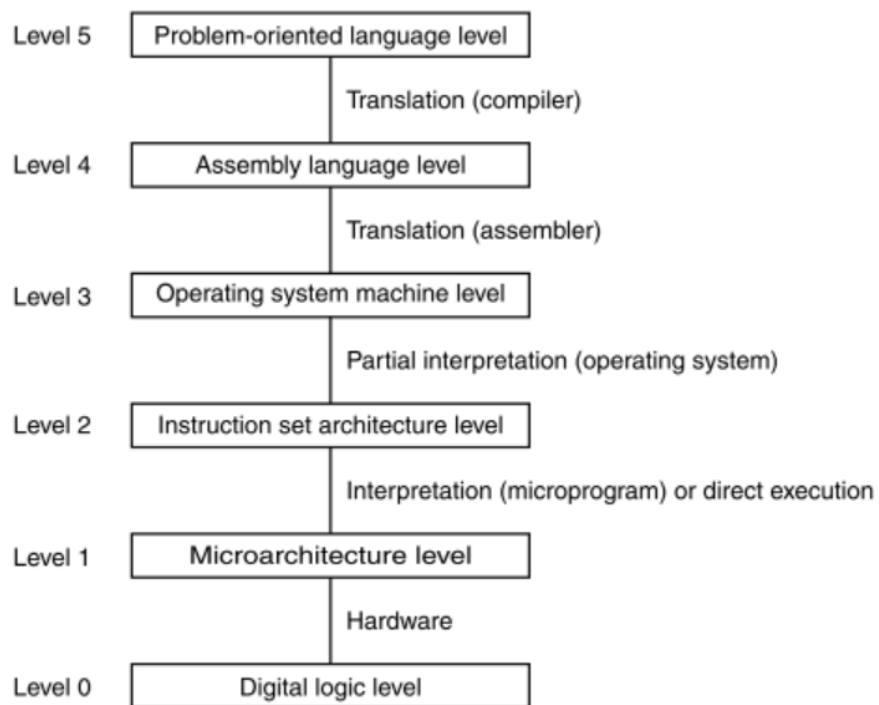 Level 5 Problem-oriented language level
Translation (compiler)
Level 4 Assembly language level
Translation (assembler)
Level 3 Operating system machine level
Partial interpretation (operating system)
Level 2 Instruction set architecture level
Interpretation (microprogram) or direct execution
Level 1 Microarchitecture level
Hardware
Level 0 Digital logic level